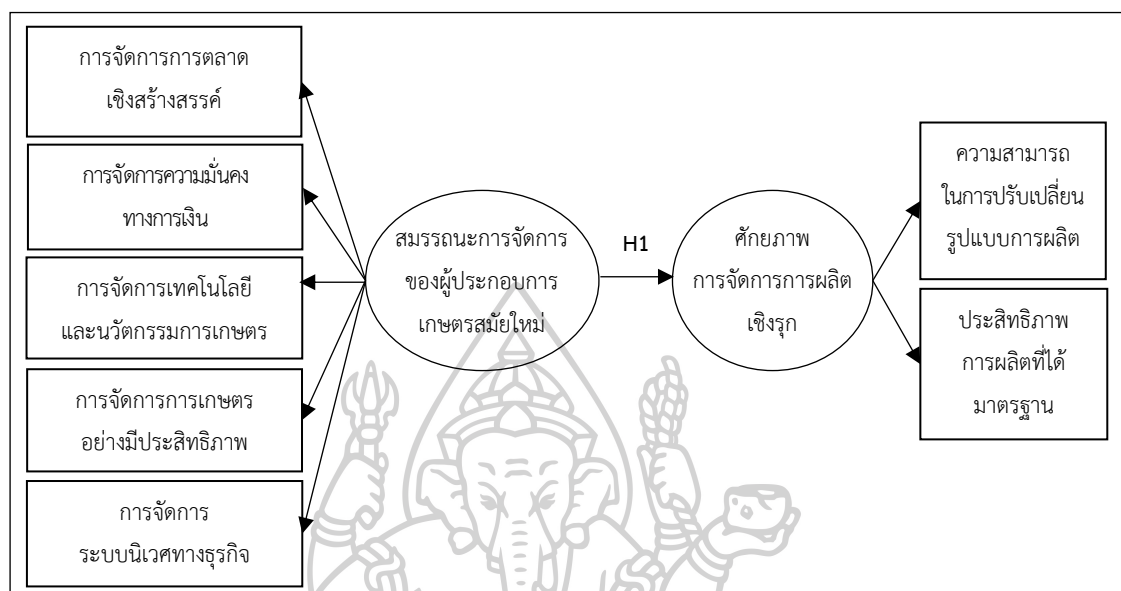 การจัดการการตลาด
เชิงสร้างสรรค์
การจัดการความมั่นคง
ทางการเงิน
การจัดการเทคโนโลยี
และนวัตกรรมการเกษตร
การจัดการการเกษตร
อย่างมีประสิทธิภาพ
การจัดการ
ระบบนิเวศทางธุรกิจ
สมรรถนะการจัดการ
ของผู้ประกอบการ
เกษตรสมัยใหม่
H1
ศักยภาพ
การจัดการการผลิต
เชิงรุก
ความสามารถ
ในการปรับเปลี่ยน
รูปแบบการผลิต
ประสิทธิภาพ
การผลิตที่ได้
มาตรฐาน